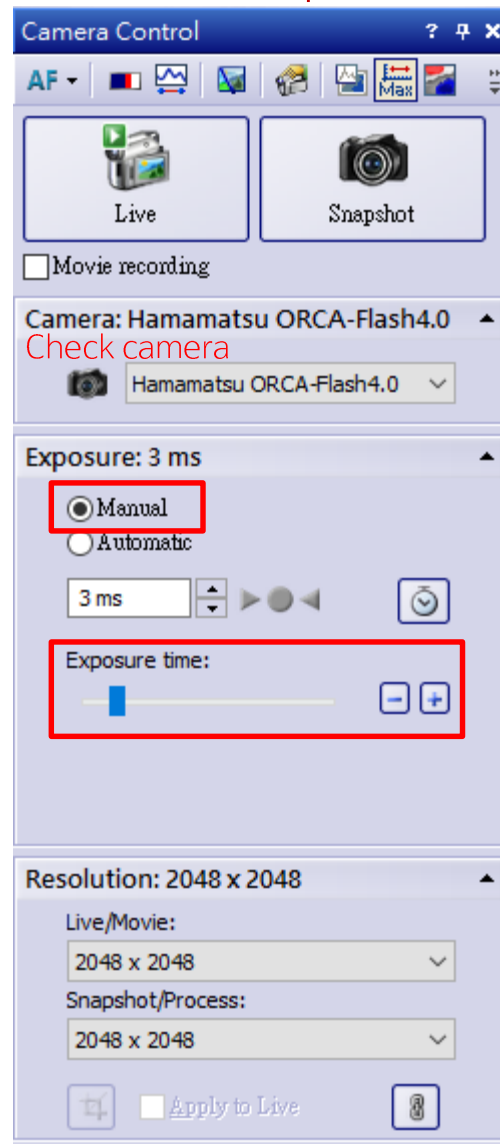 Camera Control
AF
Max
Live
Snapshot
Movie recording
Camera: Hamamatsu ORCA-Flash4.0
Check camera
Hamamatsu ORCA-Flash4.0
Exposure: 3 ms
Manual
Automatic
3 ms
Exposure time:
Resolution: 2048 x 2048
Live/Movie:
2048 x 2048
Snapshot/Process:
2048 x 2048
Apply to Live